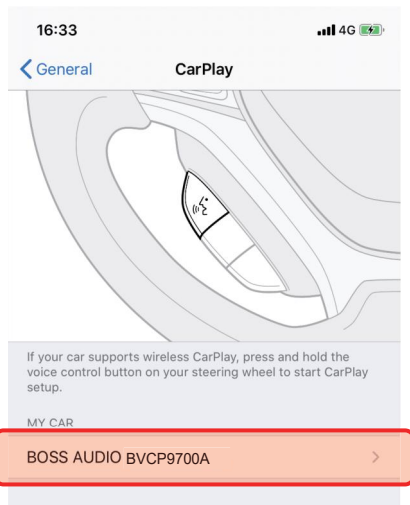 16:33 4G
General CarPlay
If your car supports wireless CarPlay, press and hold the
voice control button on your steering wheel to start CarPlay
setup.
MY CAR
BOSS AUDIO BVCP9700A